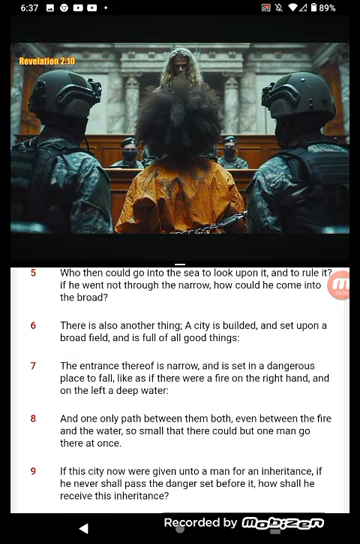 6:37
89%
Revelation 2:10
5 Who then could go into the sea to look upon it, and to rule it?
if he went not through the narrow, how could he come into
the broad?
6 There is also another thing; A city is builded, and set upon a
broad field, and is full of all good things:
7 The entrance thereof is narrow, and is set in a dangerous
place to fall, like as if there were a fire on the right hand, and
on the left a deep water:
8 And one only path between them both, even between the fire
and the water, so small that there could but one man go
there at once.
9 If this city now were given unto a man for an inheritance, if
he never shall pass the danger set before it, how shall he
receive this inheritance?
Recorded by Mobizen